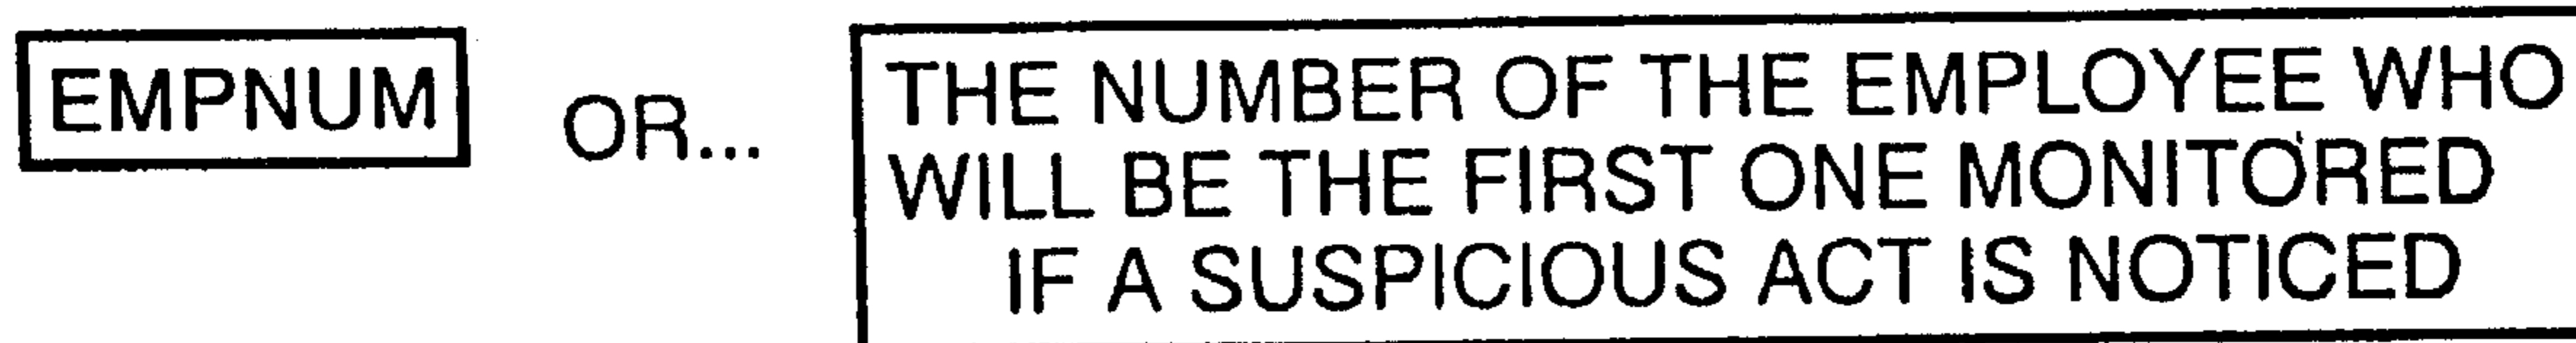 EMPNUM
OR...
THE NUMBER OF THE EMPLOYEE WHO
WILL BE THE FIRST ONE MONITORED
IF A SUSPICIOUS ACT IS NOTICED